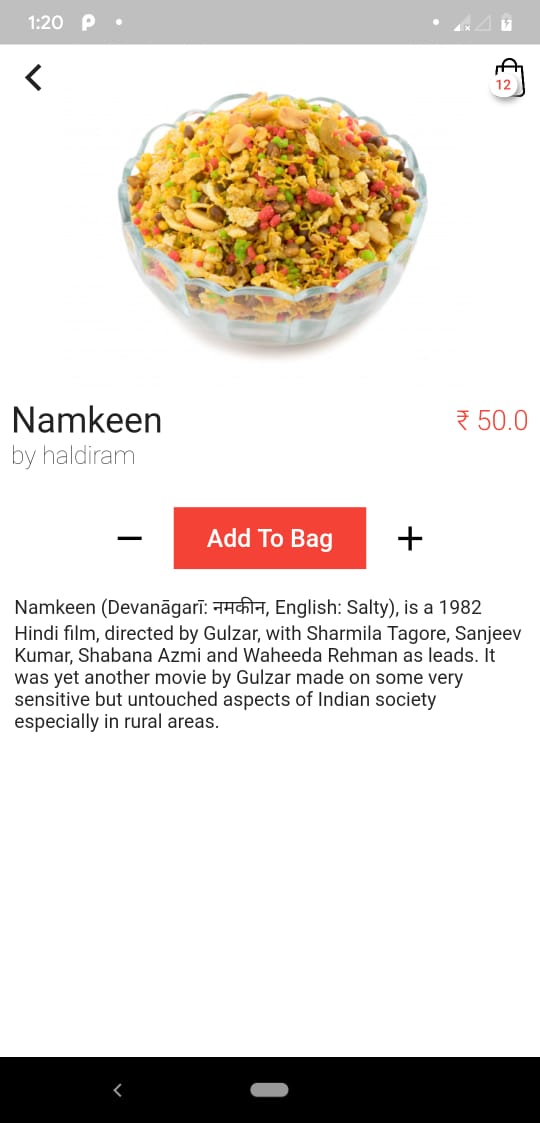 1:20
12
Namkeen
₹ 50.0
by haldiram
Add To Bag
Namkeen (Devanāgarī: नमकीन, English: Salty), is a 1982
Hindi film, directed by Gulzar, with Sharmila Tagore, Sanjeev
Kumar, Shabana Azmi and Waheeda Rehman as leads. It
was yet another movie by Gulzar made on some very
sensitive but untouched aspects of Indian society
especially in rural areas.